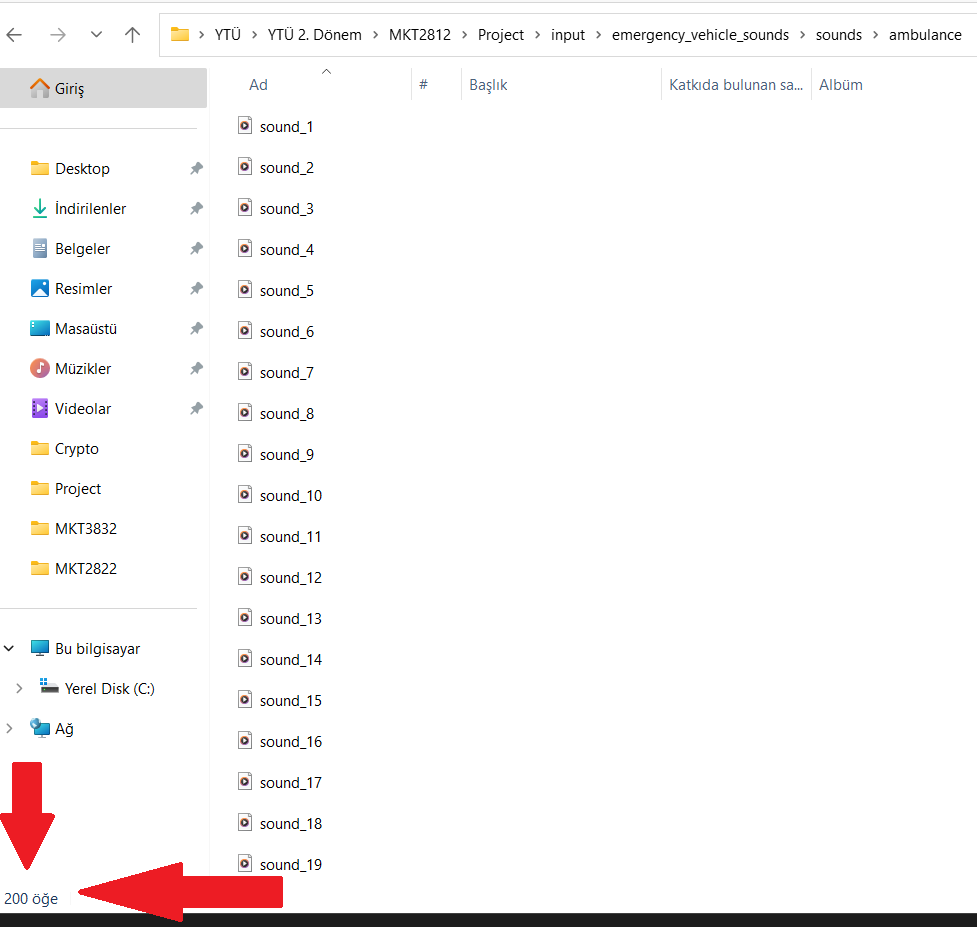 YTÜ > YTÜ 2. Dönem > MKT2812 > Project > input > emergency_vehicle_sounds > sounds > ambulance
Giriş
Desktop
İndirilenler
Belgeler
Resimler
Masaüstü
Müzikler
Videolar
Crypto
Project
MKT3832
MKT2822
Bu bilgisayar
Yerel Disk (C:)
Ağ
Ad # Başlık Katkıda bulunan sa... Albüm
sound_1
sound_2
sound_3
sound_4
sound_5
sound_6
sound_7
sound_8
sound_9
sound_10
sound_11
sound_12
sound_13
sound_14
sound_15
sound_16
sound_17
sound_18
sound_19
200 öğe